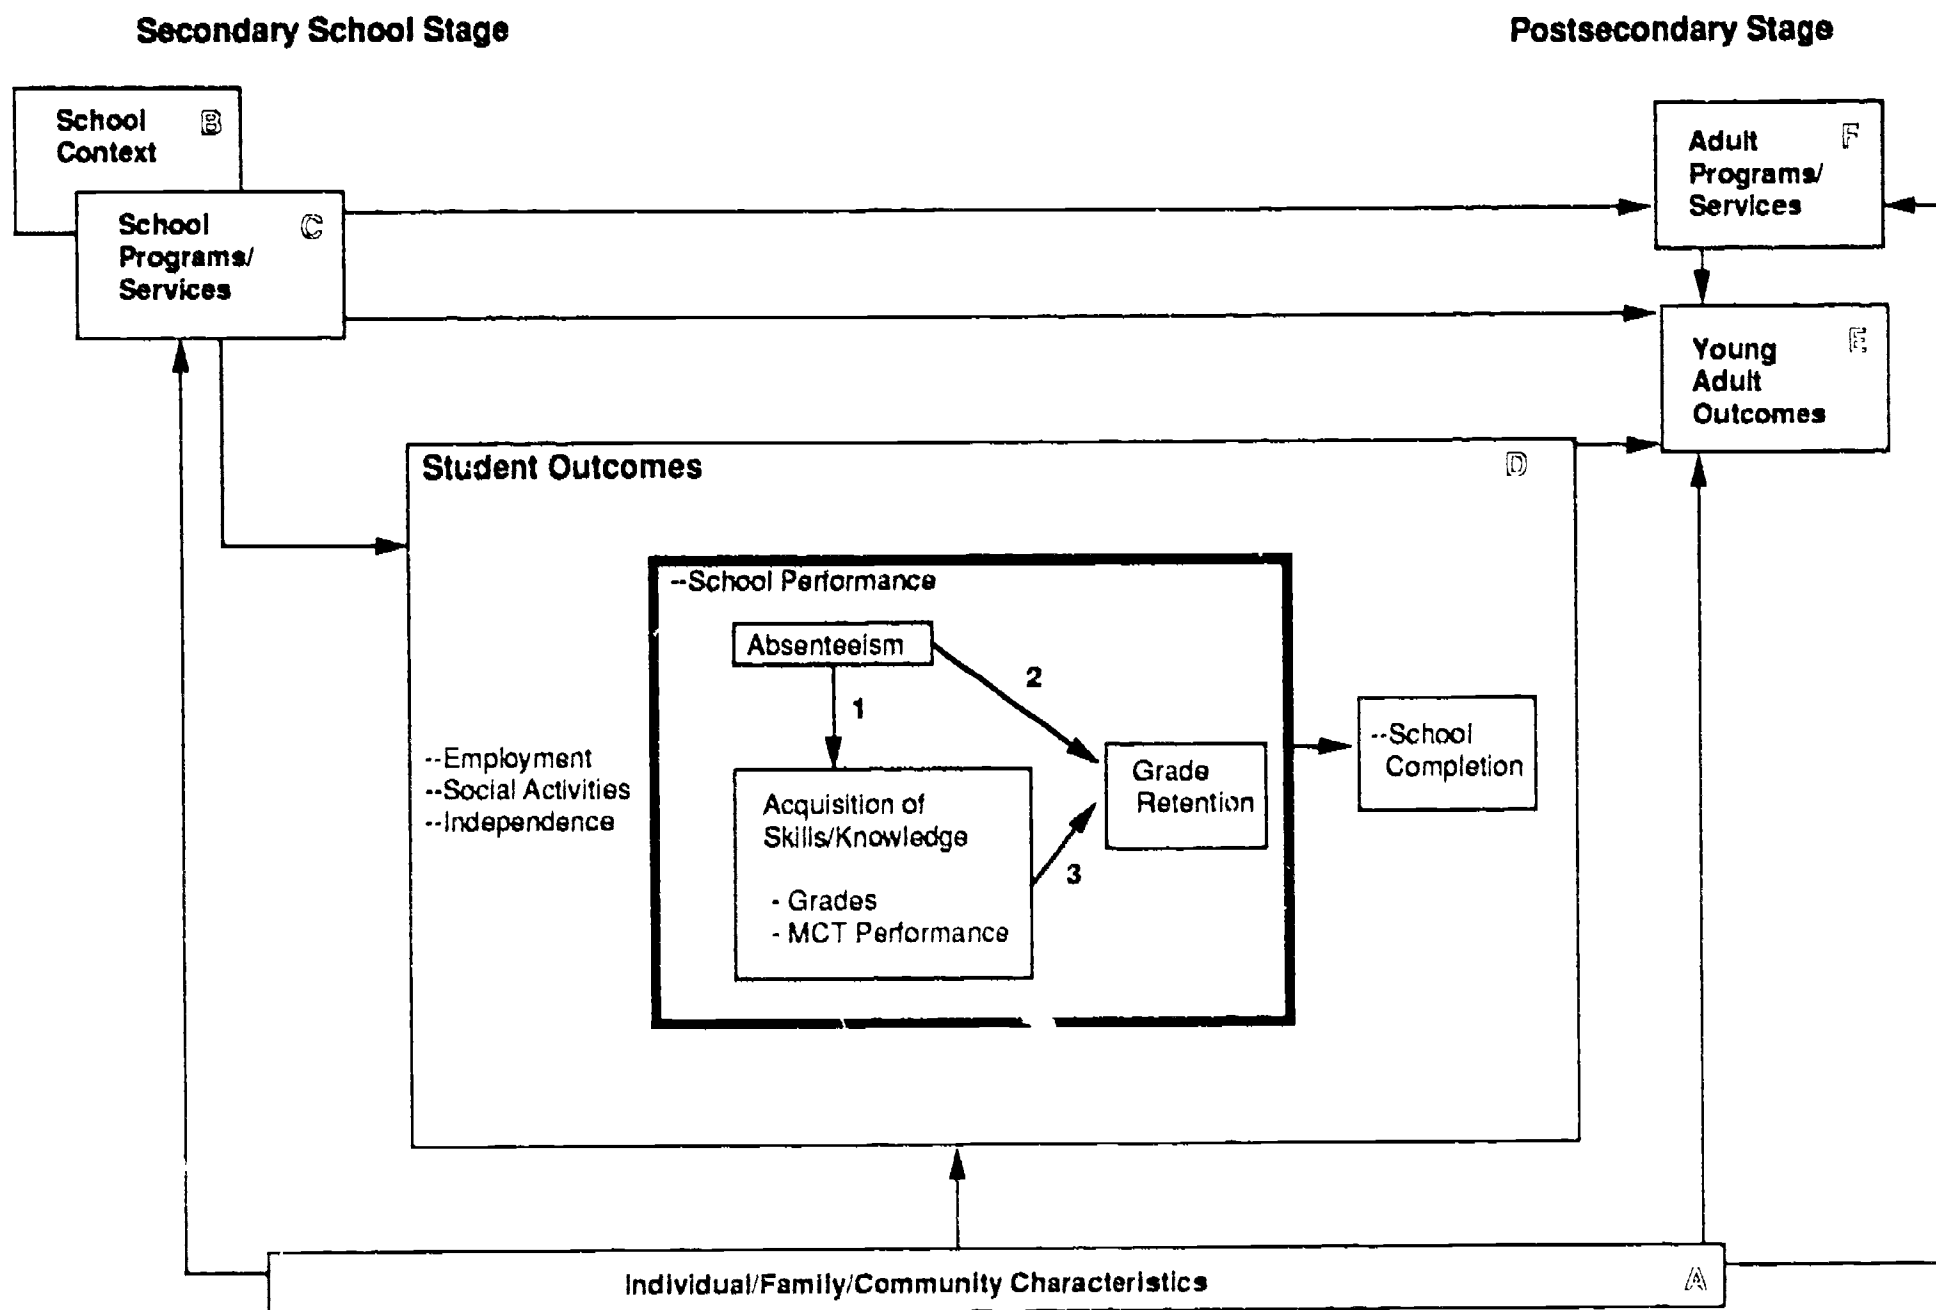 Secondary School Stage
Postsecondary Stage
School
Context
B
School
Programs/
Services
C
Adult
Programs/
Services
F
Young
Adult
Outcomes
E
Student Outcomes
D
--School Performance
Absenteeism
1
2
--Employment
--Social Activities
--Independence
Acquisition of
Skills/Knowledge
- Grades
- MCT Performance
3
Grade
Retention
--School
Completion
Individual/Family/Community Characteristics
A